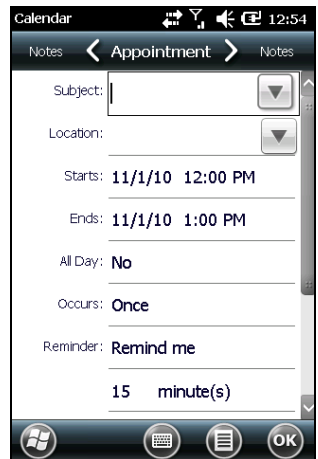 Calendar 12:54
Notes Appointment Notes
Subject:
Location:
Starts: 11/1/10 12:00 PM
Ends: 11/1/10 1:00 PM
All Day: No
Occurs: Once
Reminder: Remind me
15 minute(s)
OK